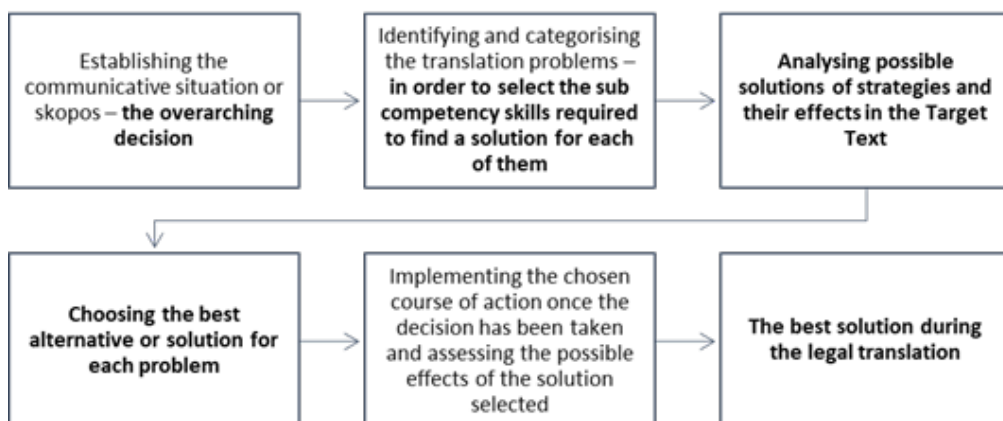 Establishing the
communicative situation or
skopos – the overarching
decision
Identifying and categorising
the translation problems –
in order to select the sub
competency skills required
to find a solution for each
of them
Analysing possible
solutions of strategies and
their effects in the Target
Text
Choosing the best
alternative or solution for
each problem
Implementing the chosen
course of action once the
decision has been taken
and assessing the possible
effects of the solution
selected
The best solution during
the legal translation